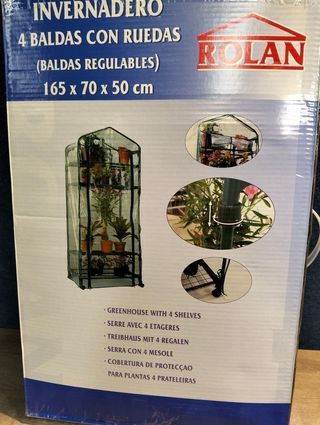 INVERNADERO
4 BALDAS CON RUEDAS
(BALDAS REGULABLES)
165 x 70 x 50 cm
ROLAN
· GREENHOUSE WITH 4 SHELVES
· SERRE AVEC 4 ETAGERES
· TREIBHAUS MIT 4 REGALEN
· SERRA CON 4 MESOLE
· COBERTURA DE PROTECÇAO
PARA PLANTAS 4 PRATELEIRAS